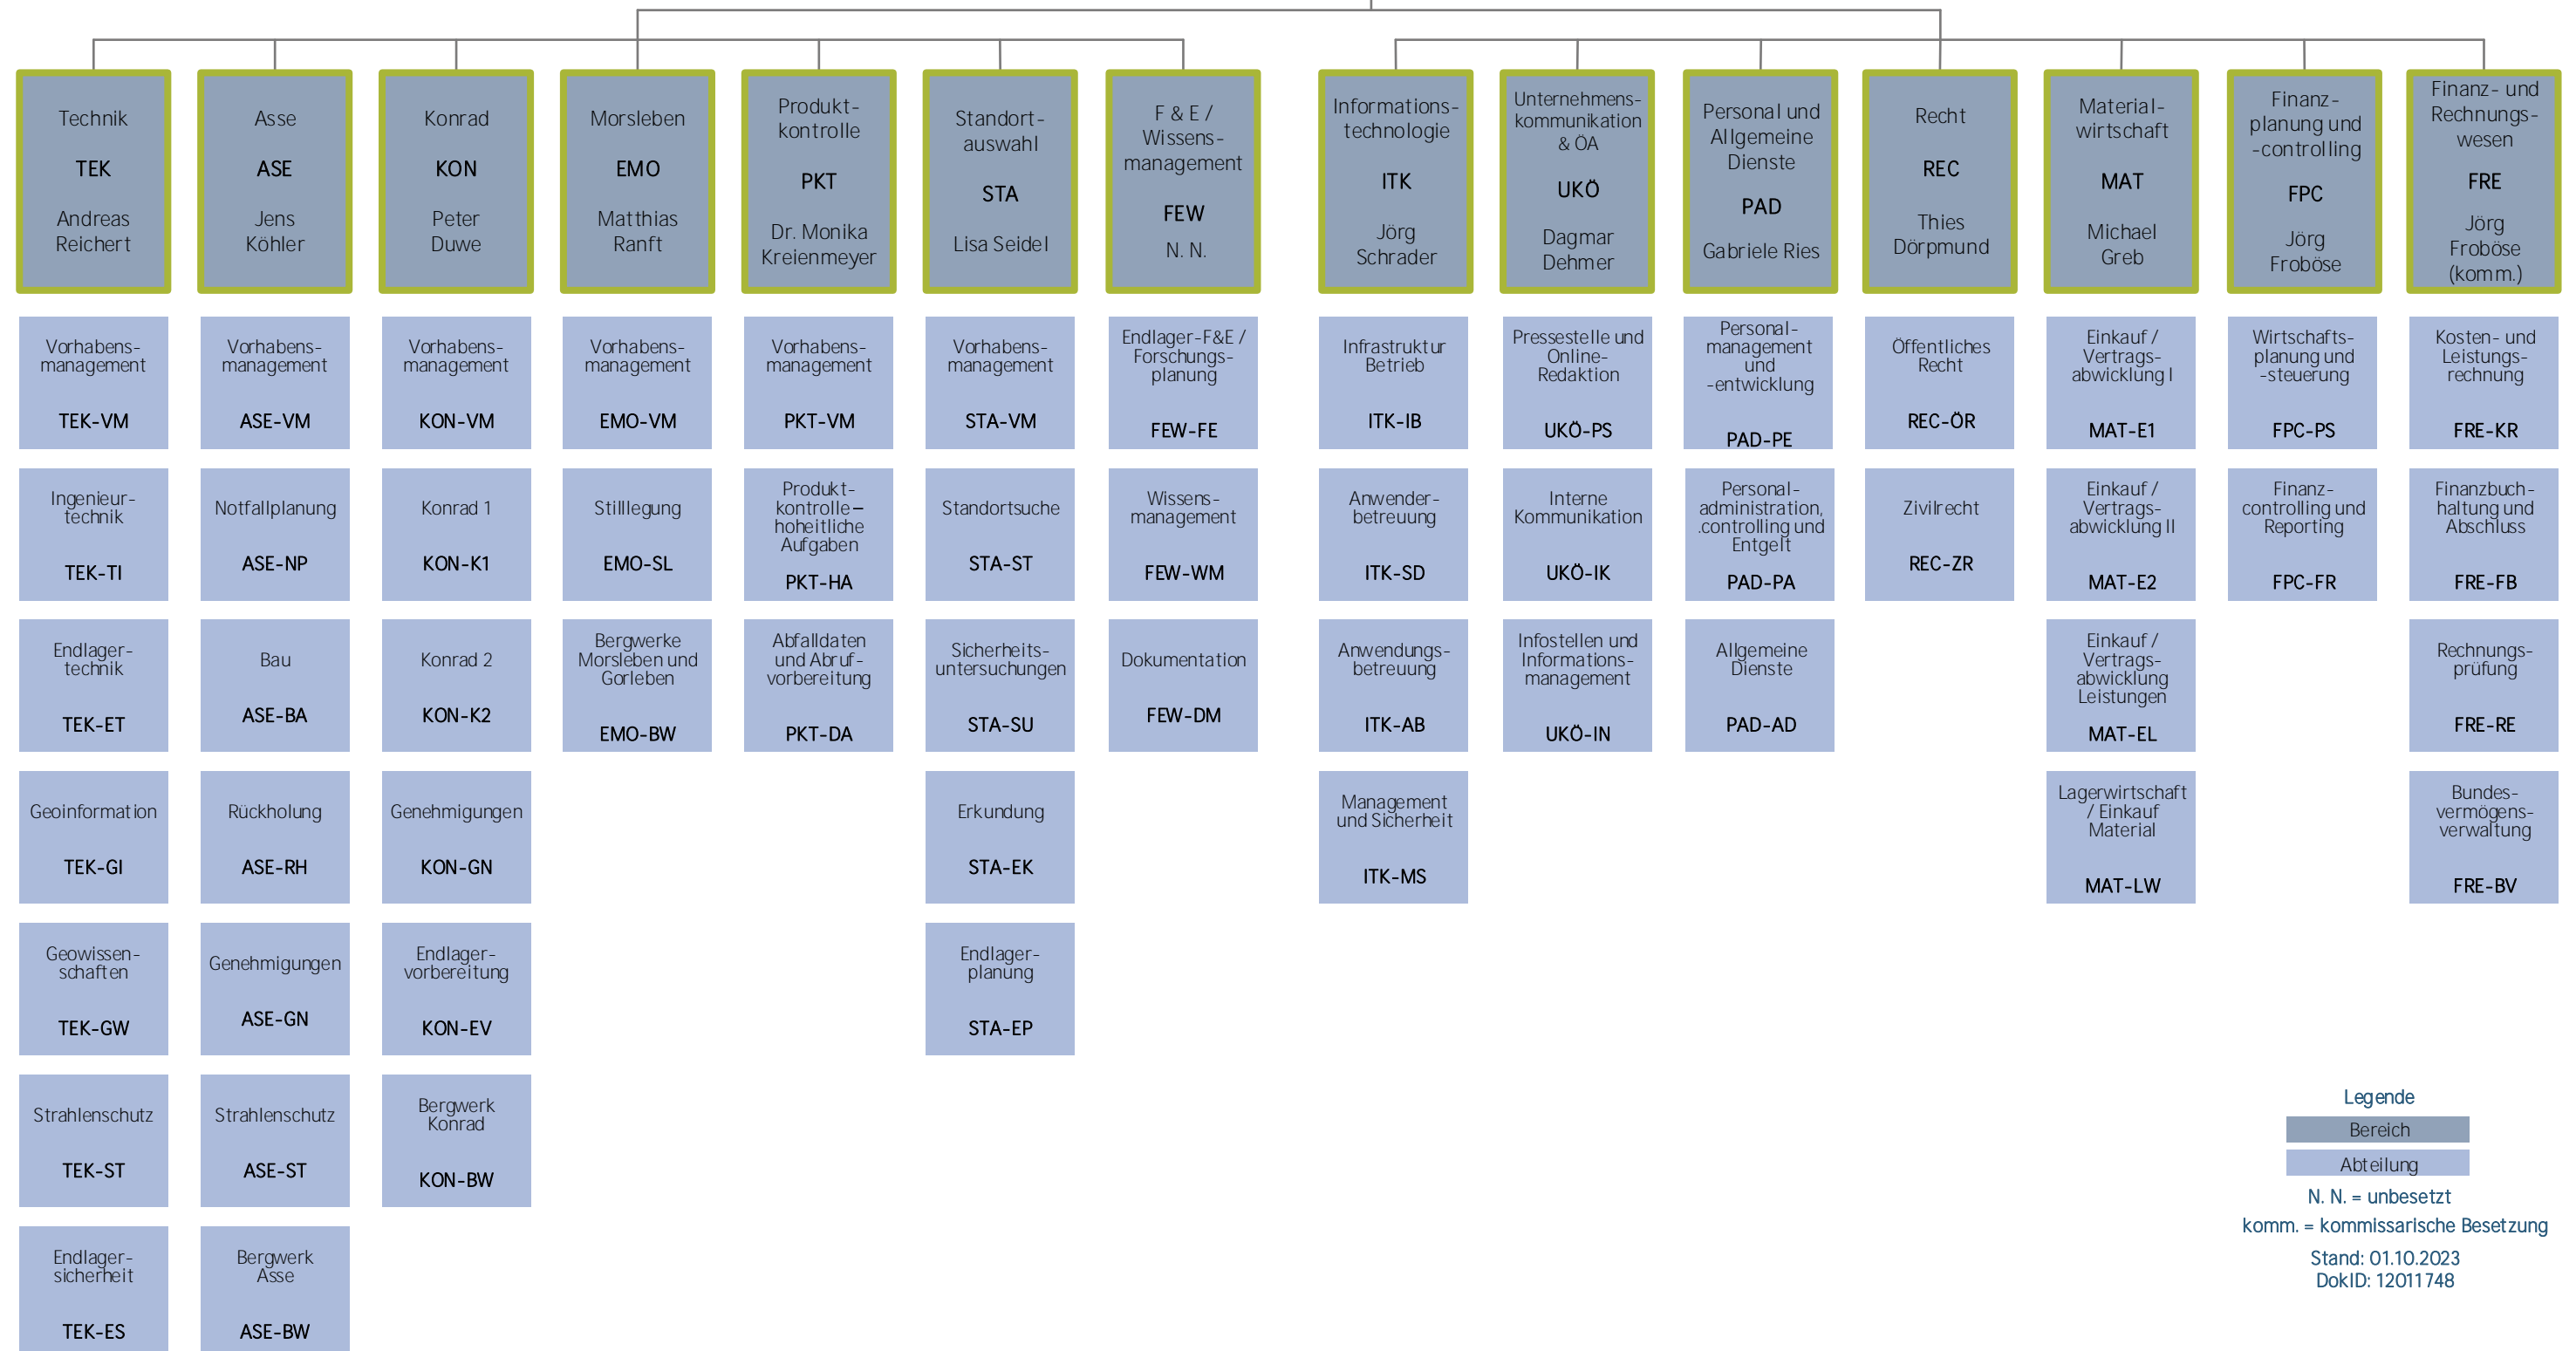 Technik
TEK
Andreas
Reichert
Asse
ASE
Jens
Köhler
Konrad
KON
Peter
Duwe
Morsleben
EMO
Matthias
Ranft
Produkt-
kontrolle
PKT
Dr. Monika
Kreienmeyer
Standort-
auswahl
STA
Lisa Seidel
F & E /
Wissens-
management
FEW
N. N.
Informations-
technologie
ITK
Jörg
Schrader
Unternehmens-
kommunikation
& ÖA
UKÖ
Dagmar
Dehmer
Personal und
Allgemeine
Dienste
PAD
Gabriele Ries
Recht
REC
Thies
Dörpmund
Material-
wirtschaft
MAT
Michael
Greb
Finanz-
planung und
-controlling
FPC
Jörg
Froböse
Finanz- und
Rechnungs-
wesen
FRE
Jörg
Froböse
(komm.)
Vorhabens-
management
TEK-VM
Vorhabens-
management
ASE-VM
Vorhabens-
management
KON-VM
Vorhabens-
management
EMO-VM
Vorhabens-
management
PKT-VM
Vorhabens-
management
STA-VM
Endlager-F&E /
Forschungs-
planung
FEW-FE
Infrastruktur
Betrieb
ITK-IB
Pressestelle und
Online-
Redaktion
UKÖ-PS
Personal-
management
und
-entwicklung
PAD-PE
Öffentliches
Recht
REC-ÖR
Einkauf /
Vertrags-
abwicklung I
MAT-E1
Wirtschafts-
planung und
-steuerung
FPC-PS
Kosten- und
Leistungs-
rechnung
FRE-KR
Ingenieur-
technik
TEK-TI
Notfallplanung
ASE-NP
Konrad 1
KON-K1
Stilllegung
EMO-SL
Produkt-
kontrolle –
hoheitliche
Aufgaben
PKT-HA
Standortsuche
STA-ST
Wissens-
management
FEW-WM
Anwender-
betreuung
ITK-SD
Interne
Kommunikation
UKÖ-IK
Personal-
administration,
.controlling und
Entgelt
PAD-PA
Zivilrecht
REC-ZR
Einkauf /
Vertrags-
abwicklung II
MAT-E2
Finanz-
controlling und
Reporting
FPC-FR
Finanzbuch-
haltung und
Abschluss
FRE-FB
Endlager-
technik
TEK-ET
Bau
ASE-BA
Konrad 2
KON-K2
Bergwerke
Morsleben und
Gorleben
EMO-BW
Abfalldaten
und Abruf-
vorbereitung
PKT-DA
Sicherheits-
untersuchungen
STA-SU
Dokumentation
FEW-DM
Anwendungs-
betreuung
ITK-AB
Infostellen und
Informations-
management
UKÖ-IN
Allgemeine
Dienste
PAD-AD
Einkauf /
Vertrags-
abwicklung
Leistungen
MAT-EL
Rechnungs-
prüfung
FRE-RE
Geoinformation
TEK-GI
Rückholung
ASE-RH
Genehmigungen
KON-GN
Erkundung
STA-EK
Management
und Sicherheit
ITK-MS
Lagerwirtschaft
/ Einkauf
Material
MAT-LW
Bundes-
vermögens-
verwaltung
FRE-BV
Geowissen-
schaften
TEK-GW
Genehmigungen
ASE-GN
Endlager-
vorbereitung
KON-EV
Endlager-
planung
STA-EP
Strahlenschutz
TEK-ST
Strahlenschutz
ASE-ST
Bergwerk
Konrad
KON-BW
Endlager-
sicherheit
TEK-ES
Bergwerk
Asse
ASE-BW
Legende
Bereich
Abteilung
N. N. = unbesetzt
komm. = kommissarische Besetzung
Stand: 01.10.2023
DokID: 12011748